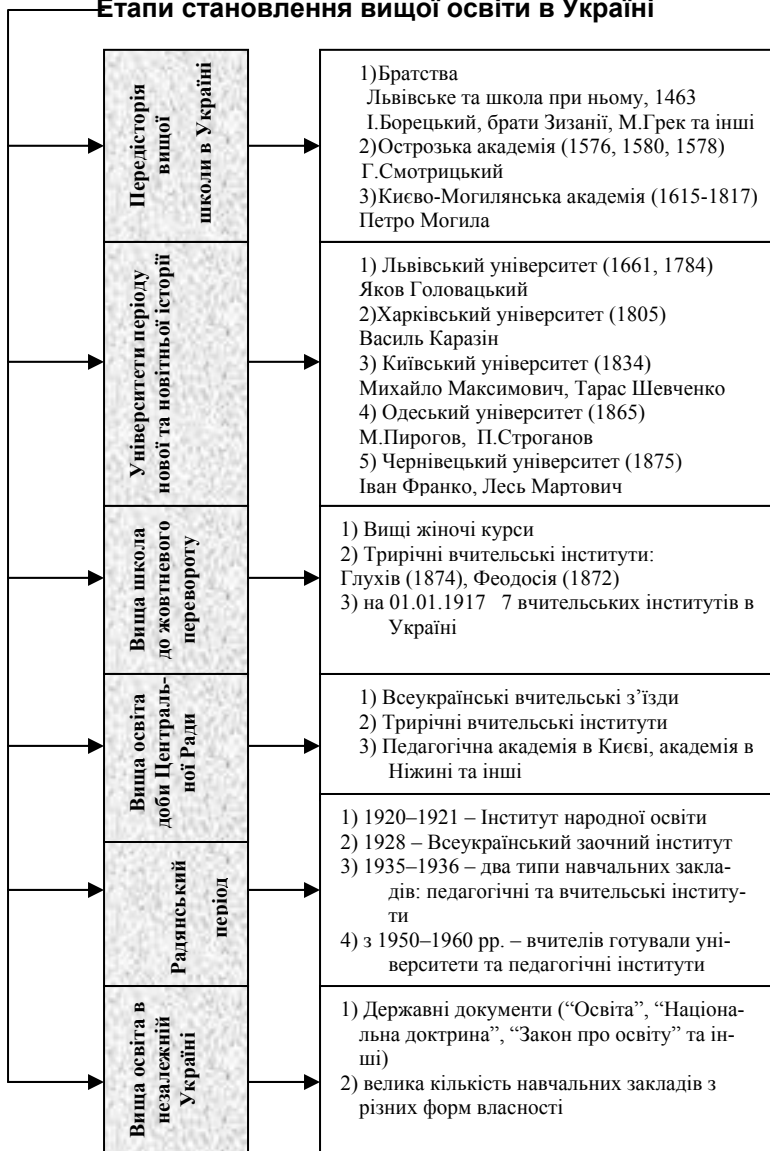 Етапи становлення вищої освіти в Україні
Передісторія
вищої
школи в Україні
1)Братства
Львівське та школа при ньому, 1463
І.Борецький, брати Зизанії, М.Грек та інші
2)Острозька академія (1576, 1580, 1578)
Г.Смотрицький
3)Києво-Могилянська академія (1615-1817)
Петро Могила
Університети періоду
нової та новітньої історії
1) Львівський університет (1661, 1784)
Яков Головацький
2)Харківський університет (1805)
Василь Каразін
3) Київський університет (1834)
Михайло Максимович, Тарас Шевченко
4) Одеський університет (1865)
М.Пирогов, П.Строганов
5) Чернівецький університет (1875)
Іван Франко, Лесь Мартович
Вища школа
до жовтневого
перевороту
1) Вищі жіночі курси
2) Трирічні вчительські інститути:
Глухів (1874), Феодосія (1872)
3) на 01.01.1917 7 вчительських інститутів в
Україні
Вища освіта
доби Централь-
ної Ради
1) Всеукраїнські вчительські з’їзди
2) Трирічні вчительські інститути
3) Педагогічна академія в Києві, академія в
Ніжині та інші
Радянський
період
1) 1920–1921 – Інститут народної освіти
2) 1928 – Всеукраїнський заочний інститут
3) 1935–1936 – два типи навчальних закла-
дів: педагогічні та вчительські інститу-
ти
4) з 1950–1960 рр. – вчителів готували уні-
верситети та педагогічні інститути
Вища освіта в
незалежній
Україні
1) Державні документи (“Освіта”, “Націона-
льна доктрина”, “Закон про освіту” та ін-
ші)
2) велика кількість навчальних закладів з
різних форм власності